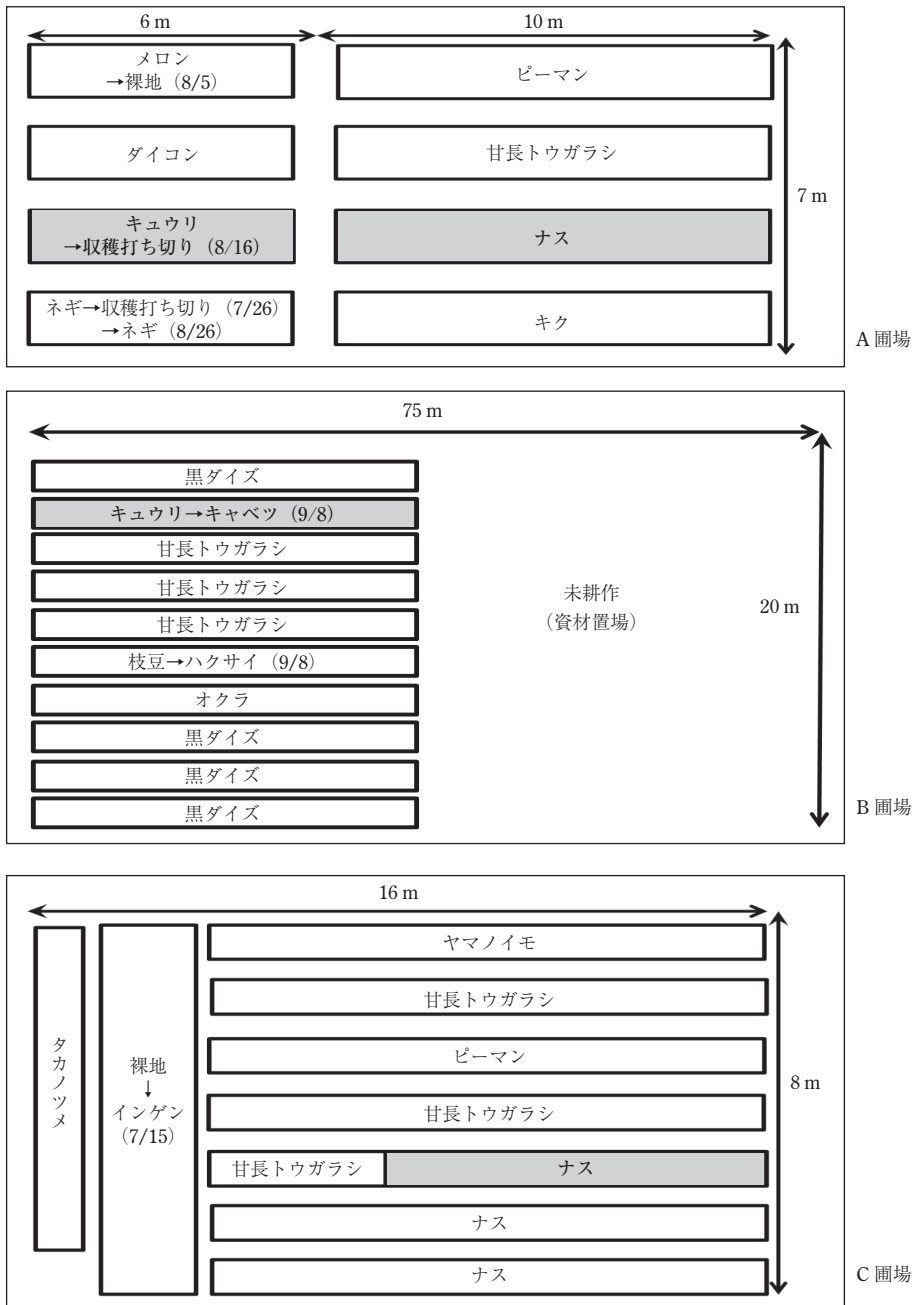 6 m
10 m
メロン
→裸地（8/5）
ピーマン
ダイコン
甘長トウガラシ
7 m
キュウリ
→収穫打ち切り（8/16）
ナス
ネギ→収穫打ち切り（7/26）
→ネギ（8/26）
キク
A 圃場
75 m
黒ダイズ
キュウリ→キャベツ（9/8）
甘長トウガラシ
甘長トウガラシ
甘長トウガラシ
枝豆→ハクサイ（9/8）
オクラ
黒ダイズ
黒ダイズ
黒ダイズ
未耕作
（資材置場）
20 m
B 圃場
16 m
タカノツメ
裸地
↓
インゲン
(7/15)
ヤマノイモ
甘長トウガラシ
ピーマン
甘長トウガラシ
甘長トウガラシ
ナス
ナス
ナス
8 m
C 圃場